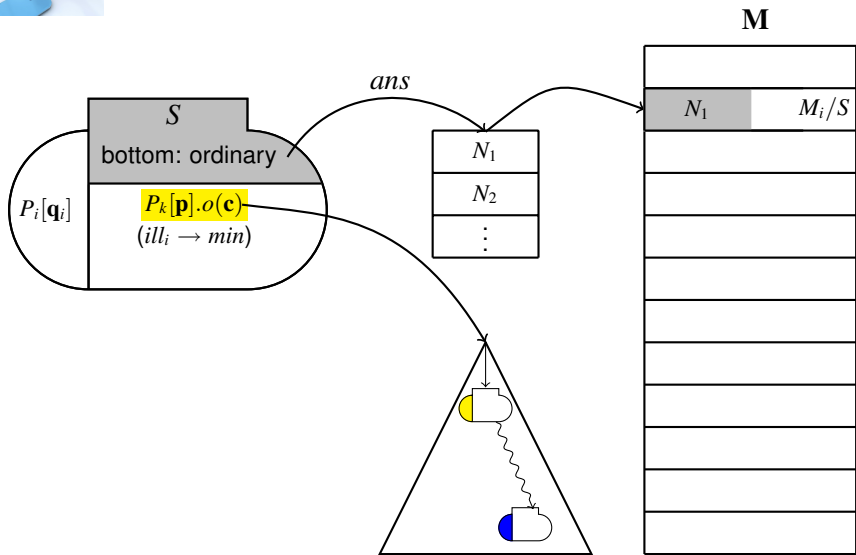 M
ans
S
N₁ Mᵢ/S
bottom: ordinary
N₁
Pᵢ[qᵢ]
Pₖ[p].o(c)
N₂
(illᵢ → min)
⋮